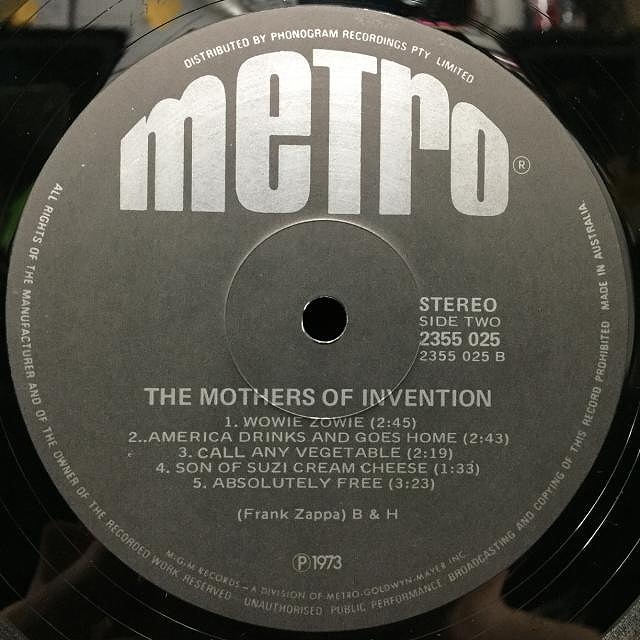 DISTRIBUTED BY PHONOGRAM RECORDINGS PTY LIMITED
metro ®
STEREO
SIDE TWO
2355 025
2355 025 B
THE MOTHERS OF INVENTION
1. WOWIE ZOWIE (2:45)
2..AMERICA DRINKS AND GOES HOME (2:43)
3. CALL ANY VEGETABLE (2:19)
4. SON OF SUZI CREAM CHEESE (1:33)
5. ABSOLUTELY FREE (3:23)
(Frank Zappa) B & H
Ⓟ1973
M-G-M RECORDS – A DIVISION OF METRO-GOLDWYN-MAYER INC.
ALL RIGHTS OF THE MANUFACTURER AND OF THE OWNER OF THE RECORDED WORK RESERVED. UNAUTHORISED PUBLIC PERFORMANCE BROADCASTING AND COPYING OF THIS RECORD PROHIBITED MADE IN AUSTRALIA